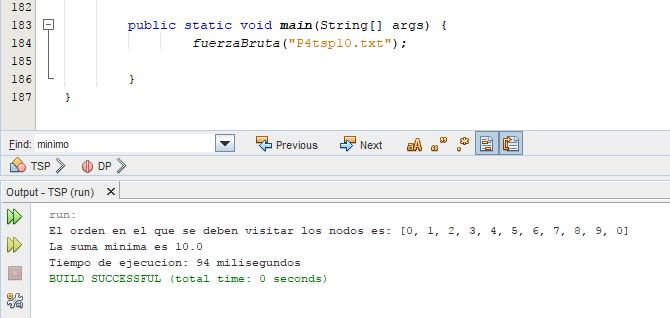 182
183 public static void main(String[] args) {
184 fuerzaBruta("P4tsp10.txt");
185
186 }
187 }
Find: minimo Previous Next aA "" .*
TSP DP
Output - TSP (run) X
run:
El orden en el que se deben visitar los nodos es: [0, 1, 2, 3, 4, 5, 6, 7, 8, 9, 0]
La suma minima es 10.0
Tiempo de ejecucion: 94 milisegundos
BUILD SUCCESSFUL (total time: 0 seconds)